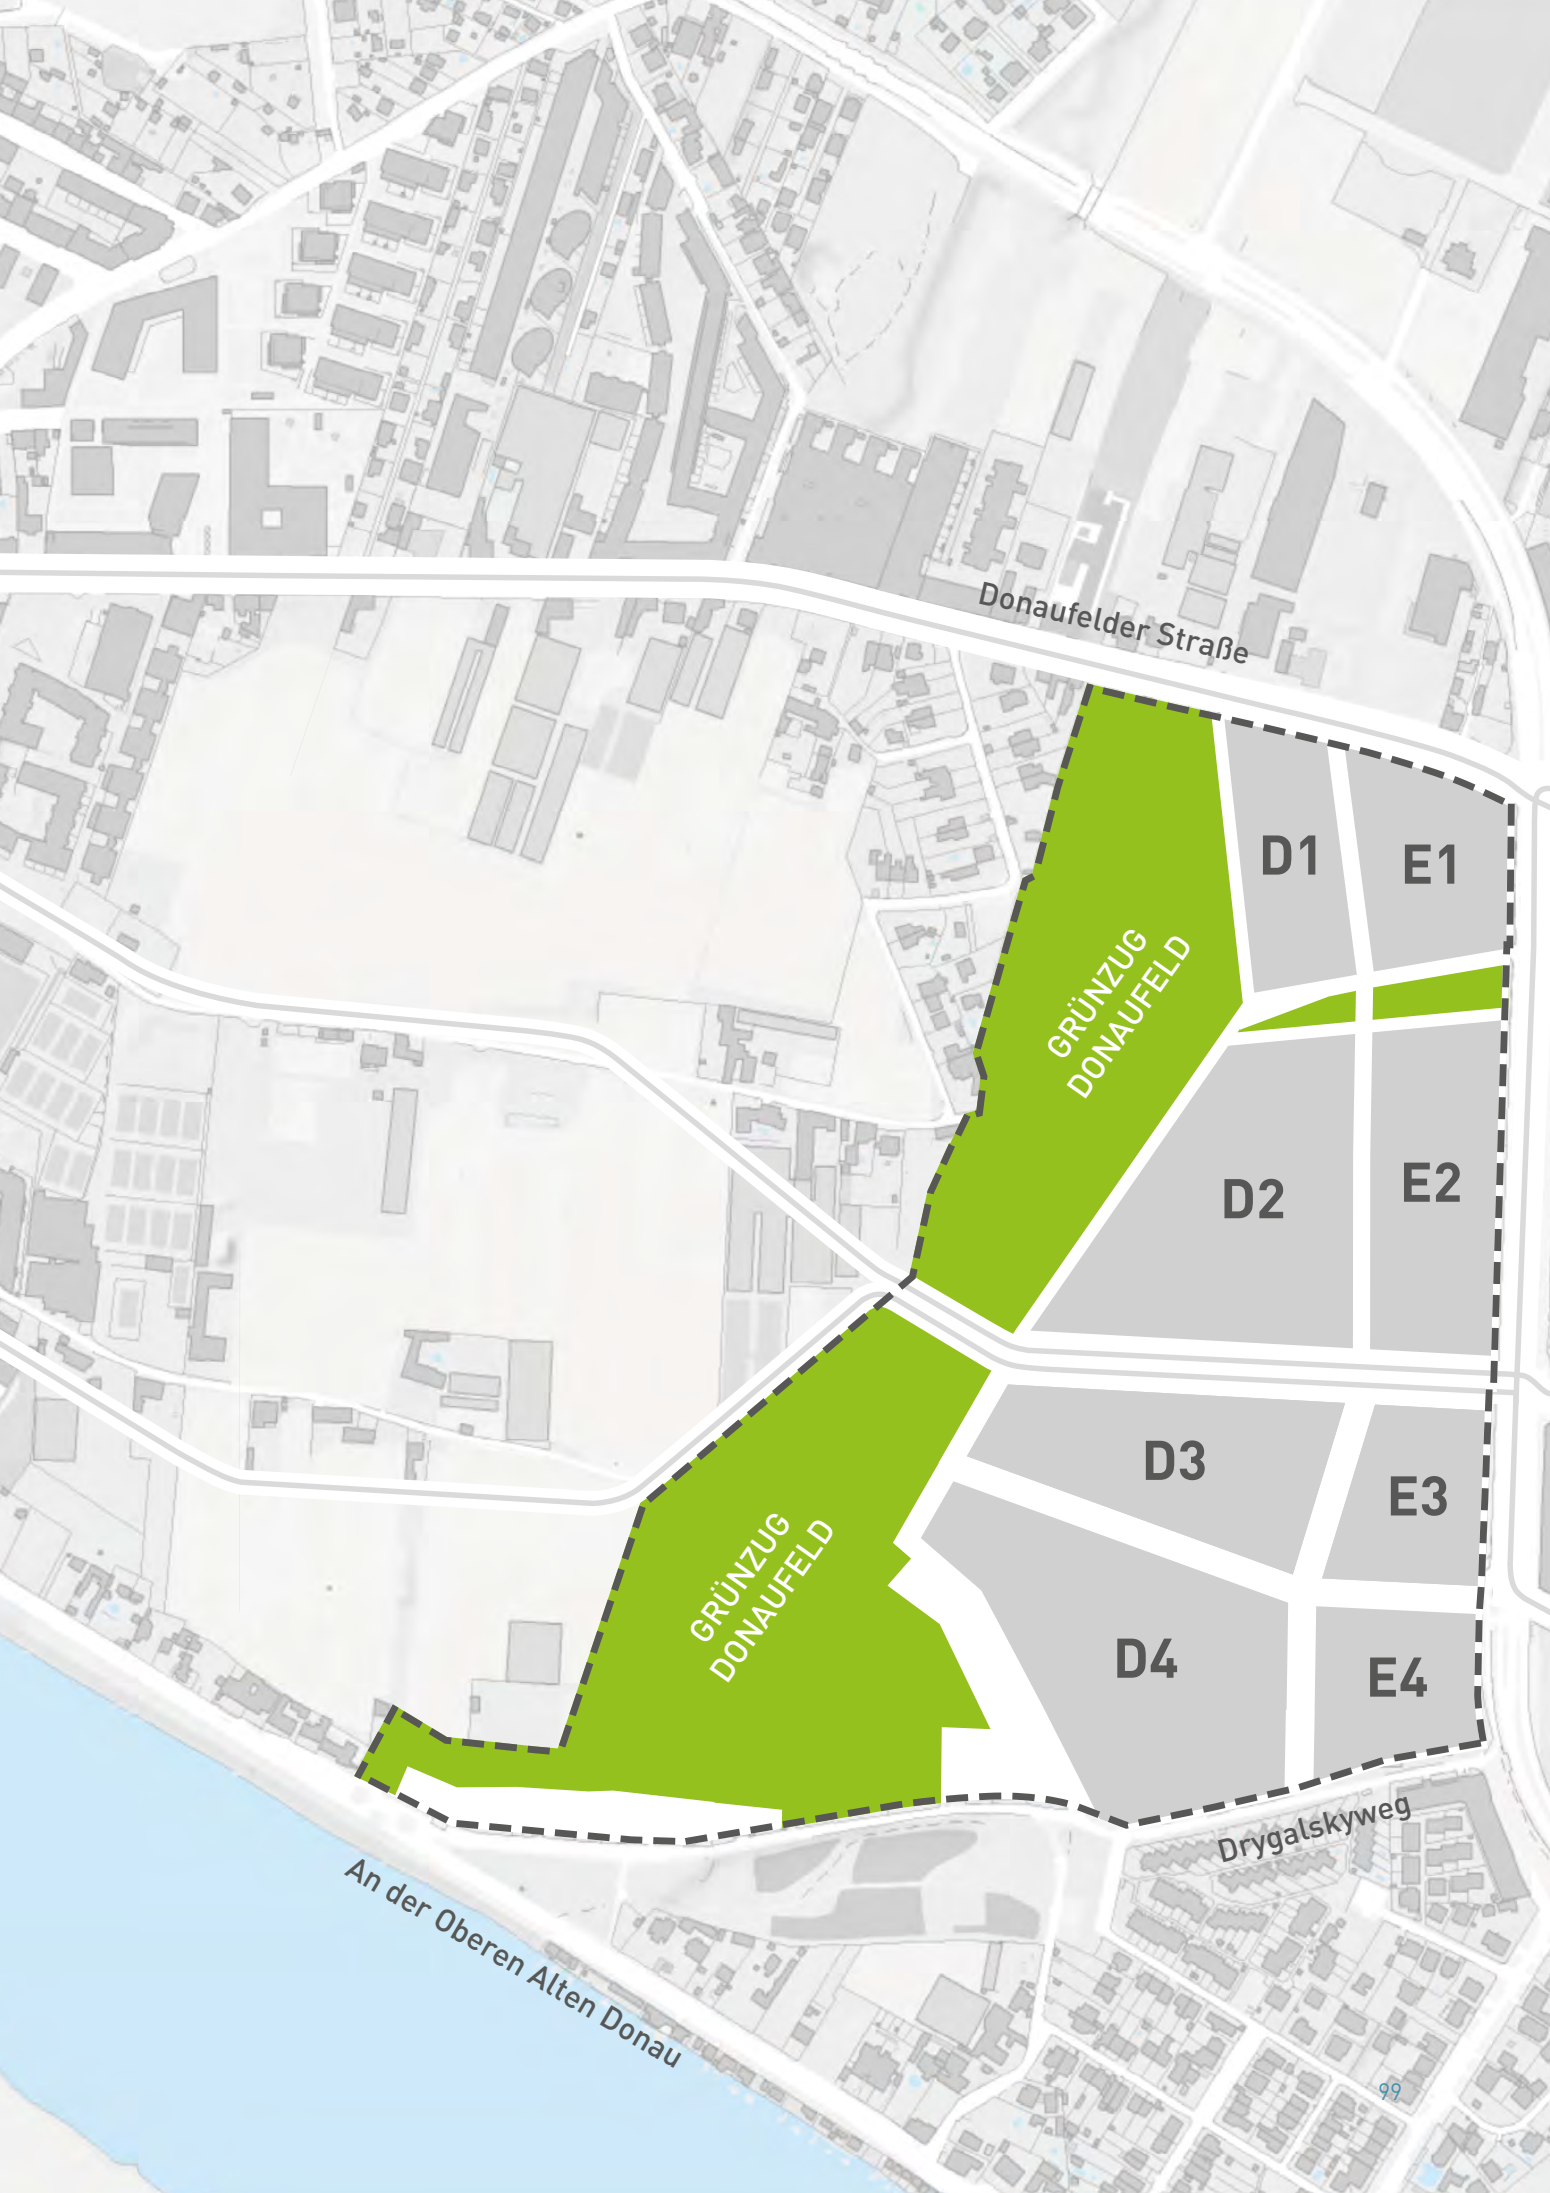 Donaufelder Straße
D1
E1
GRÜNZUG
DONAUFELD
D2
E2
D3
E3
GRÜNZUG
DONAUFELD
D4
E4
Drygalskyweg
An der Oberen Alten Donau
99